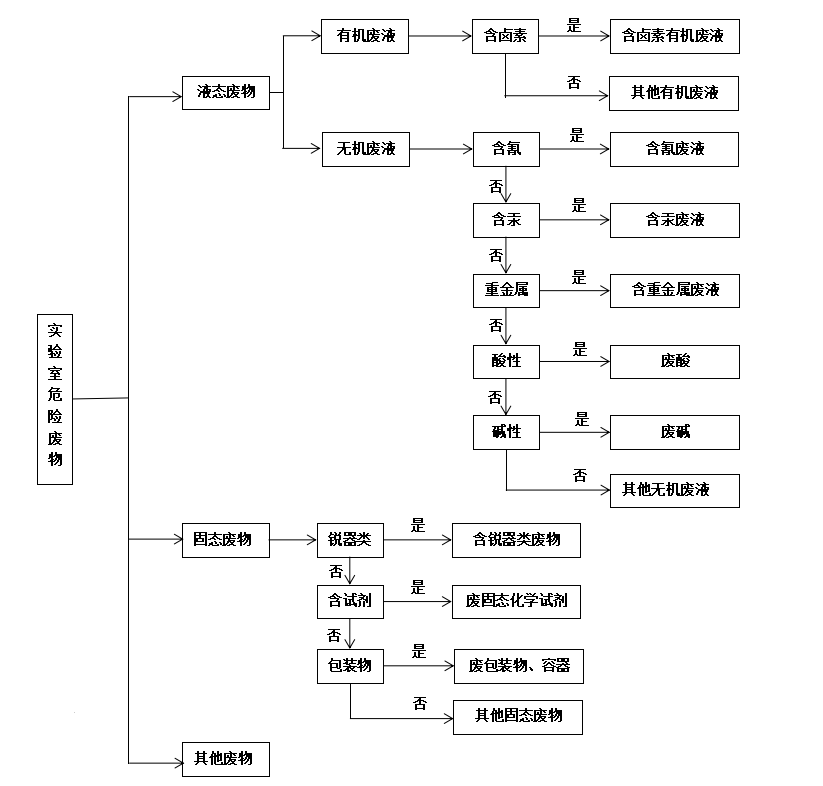 有机废液
含卤素
是
含卤素有机废液
液态废物
否
其他有机废液
无机废液
含氰
是
含氰废液
否
含汞
是
含汞废液
否
重金属
是
含重金属废液
否
酸性
是
废酸
否
碱性
是
废碱
否
其他无机废液
实验室危险废物
固态废物
锐器类
是
含锐器类废物
否
含试剂
是
废固态化学试剂
否
包装物
是
废包装物、容器
否
其他固态废物
其他废物